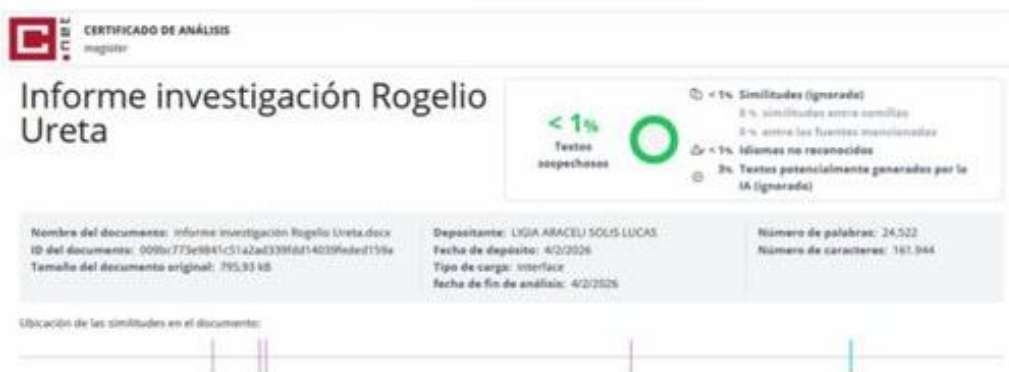 C.net
CERTIFICADO DE ANÁLISIS
magister
Informe investigación Rogelio
Ureta
< 1%
Textos
sospechosos
< 1% Similitudes (ignorado)
0 % similitudes entre comillas
0 % entre las fuentes mencionadas
< 1% Idiomas no reconocidos
3% Textos potencialmente generados por la
IA (ignorado)
Nombre del documento: Informe investigación Rogelio Ureta.docx
ID del documento:
Tamaño del documento original: 795,93 kB
Depositante: LIGIA ARACELI SOLIS LUCAS
Fecha de depósito: 4/2/2026
Tipo de carga: interface
fecha de fin de análisis: 4/2/2026
Número de palabras: 24.522
Número de caracteres: 161.944
Ubicación de las similitudes en el documento: